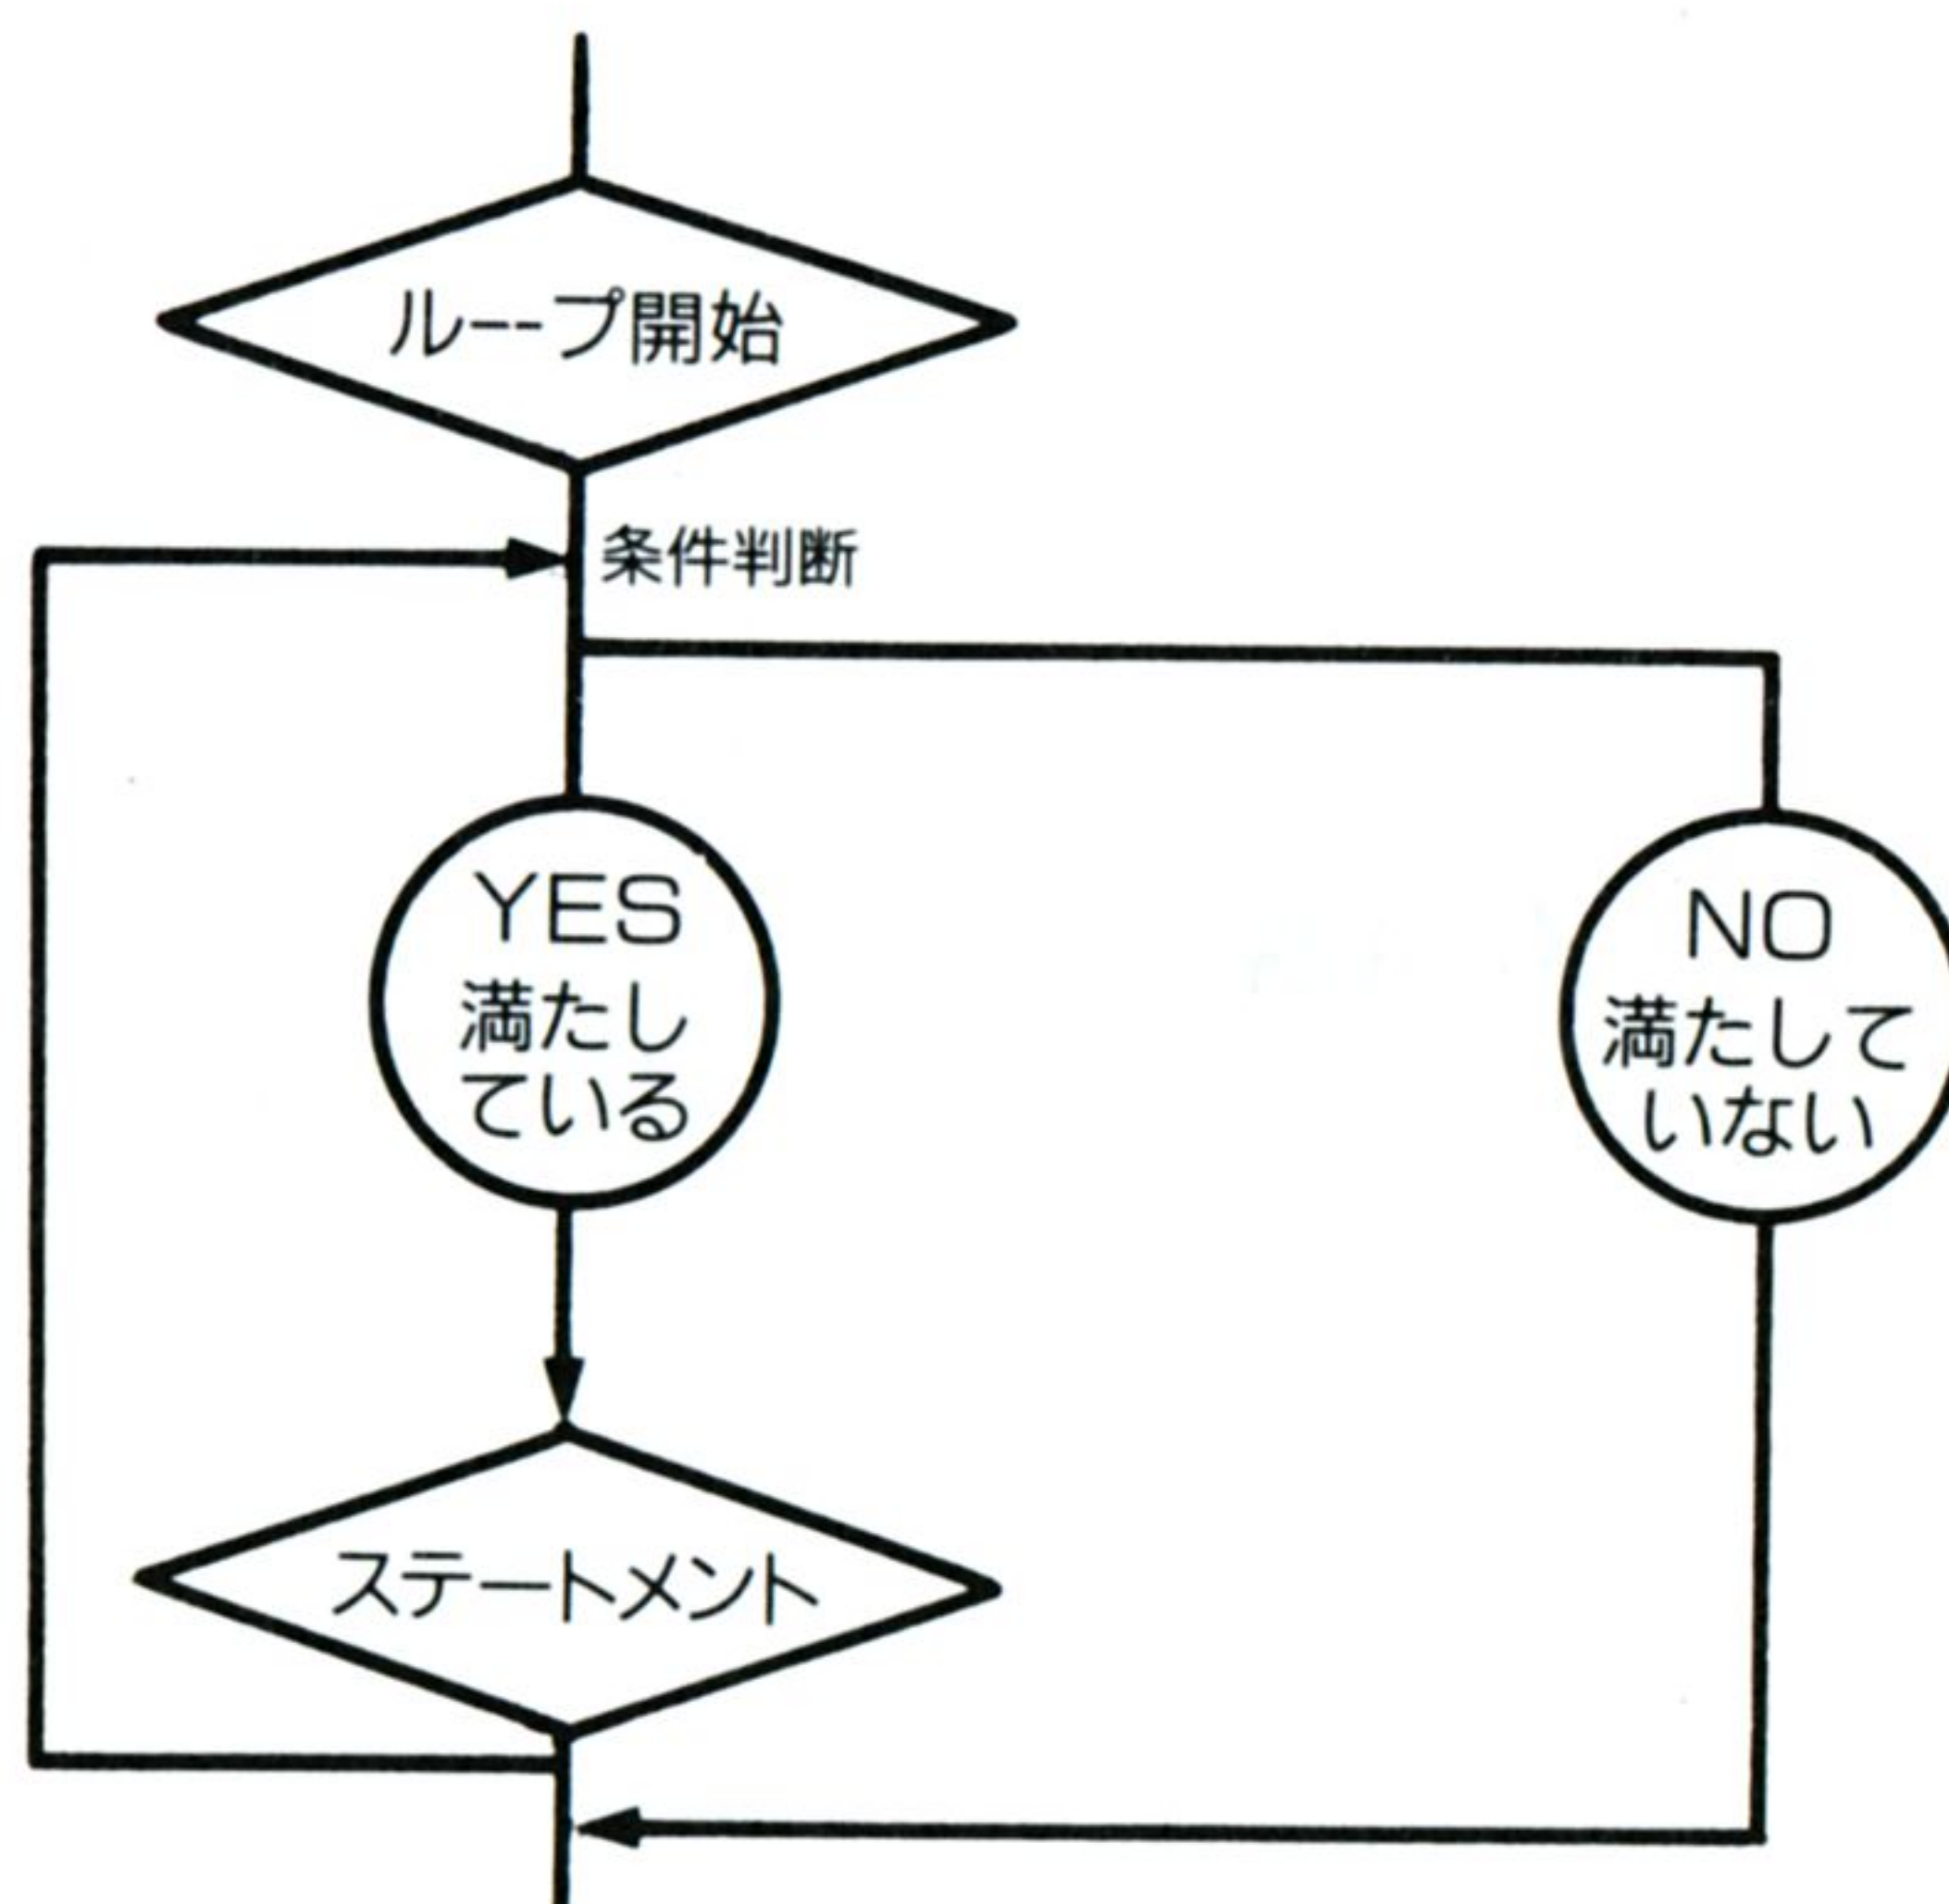 ループ開始
条件判断
YES
満たし
ている
NO
満たして
いない
ステートメント